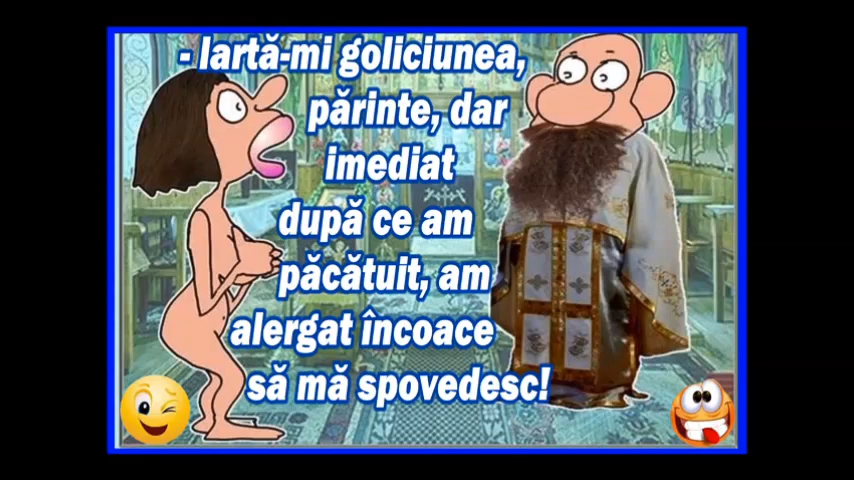 - Iartă-mi goliciunea,
părinte, dar
imediat
după ce am
păcătuit, am
alergat încoace
să mă spovedesc!